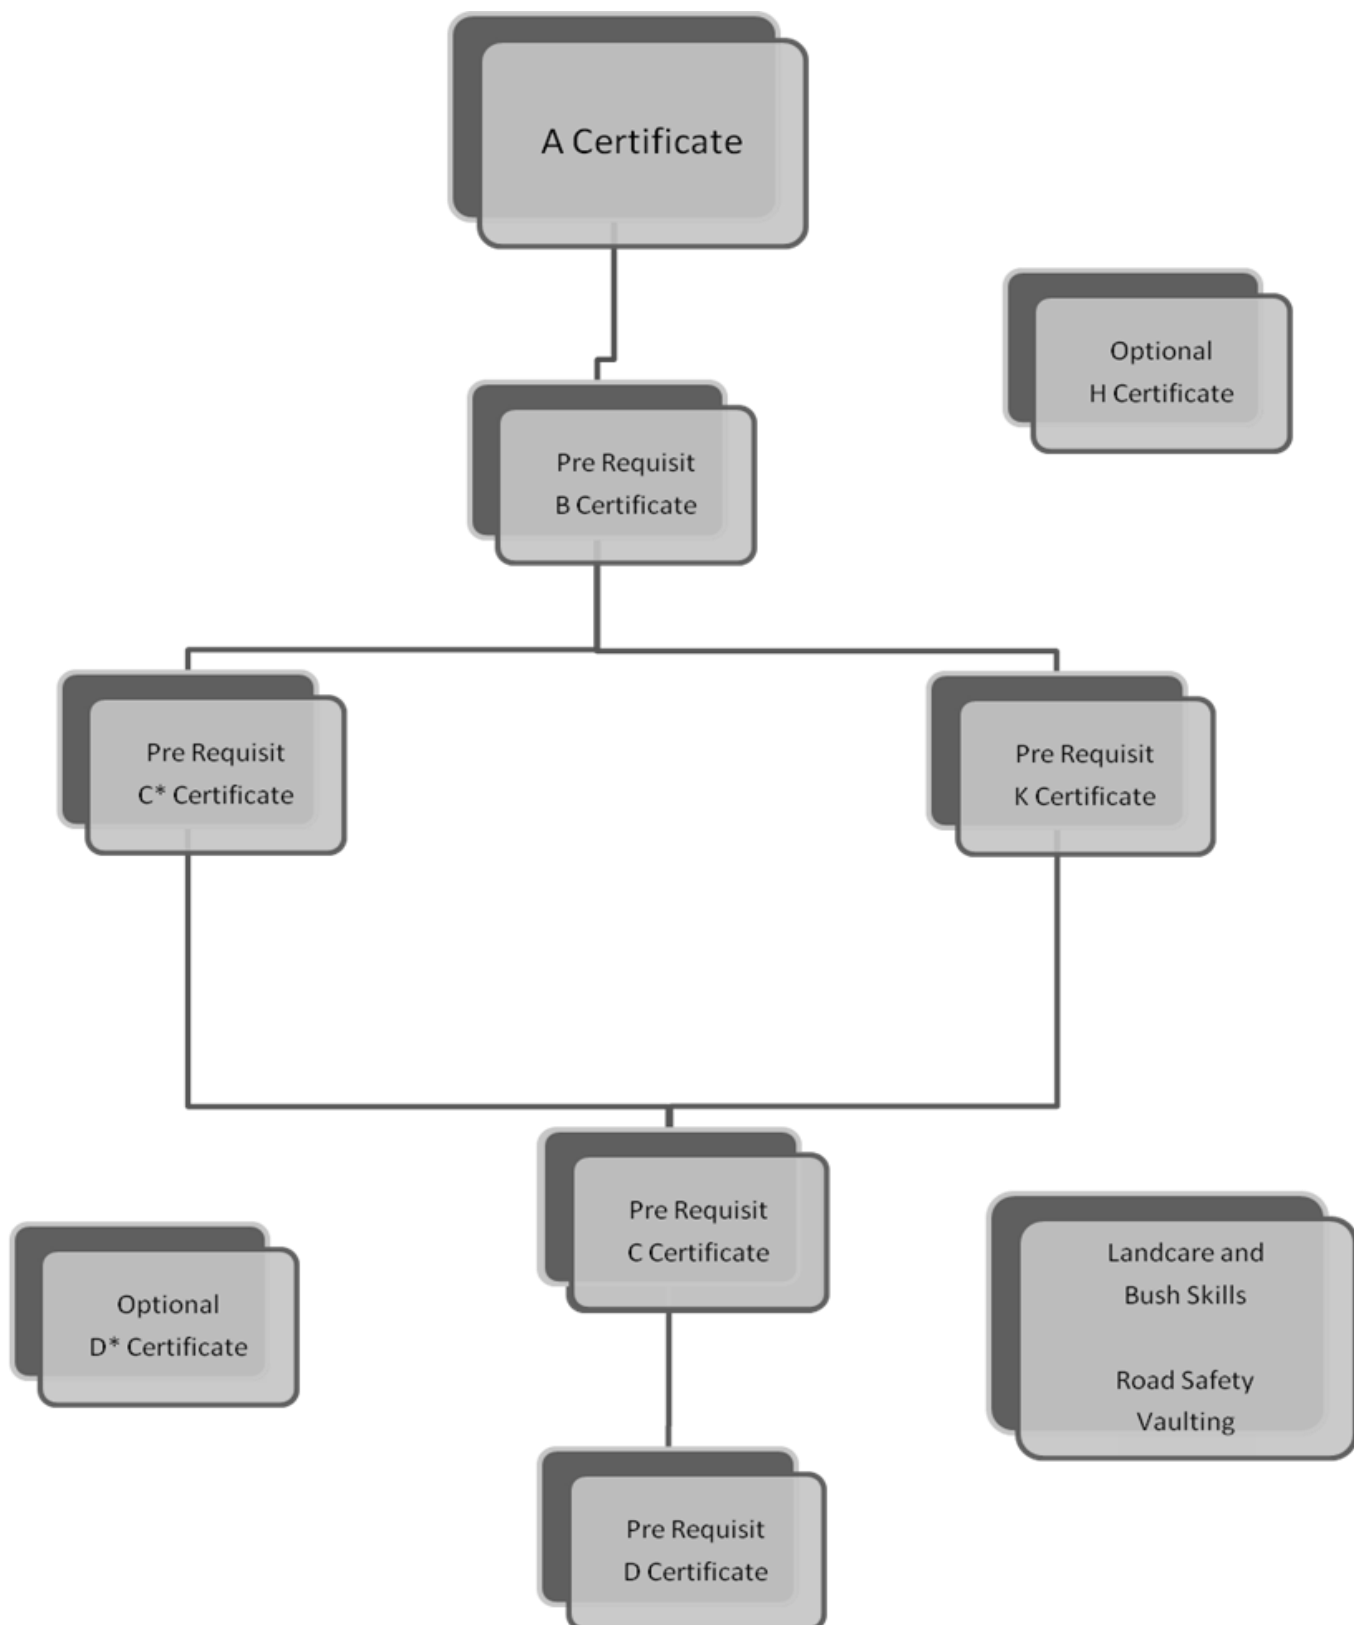 A Certificate
Optional
H Certificate
Pre Requisit
B Certificate
Pre Requisit
C* Certificate
Pre Requisit
K Certificate
Pre Requisit
C Certificate
Optional
D* Certificate
Landcare and
Bush Skills
Road Safety
Vaulting
Pre Requisit
D Certificate